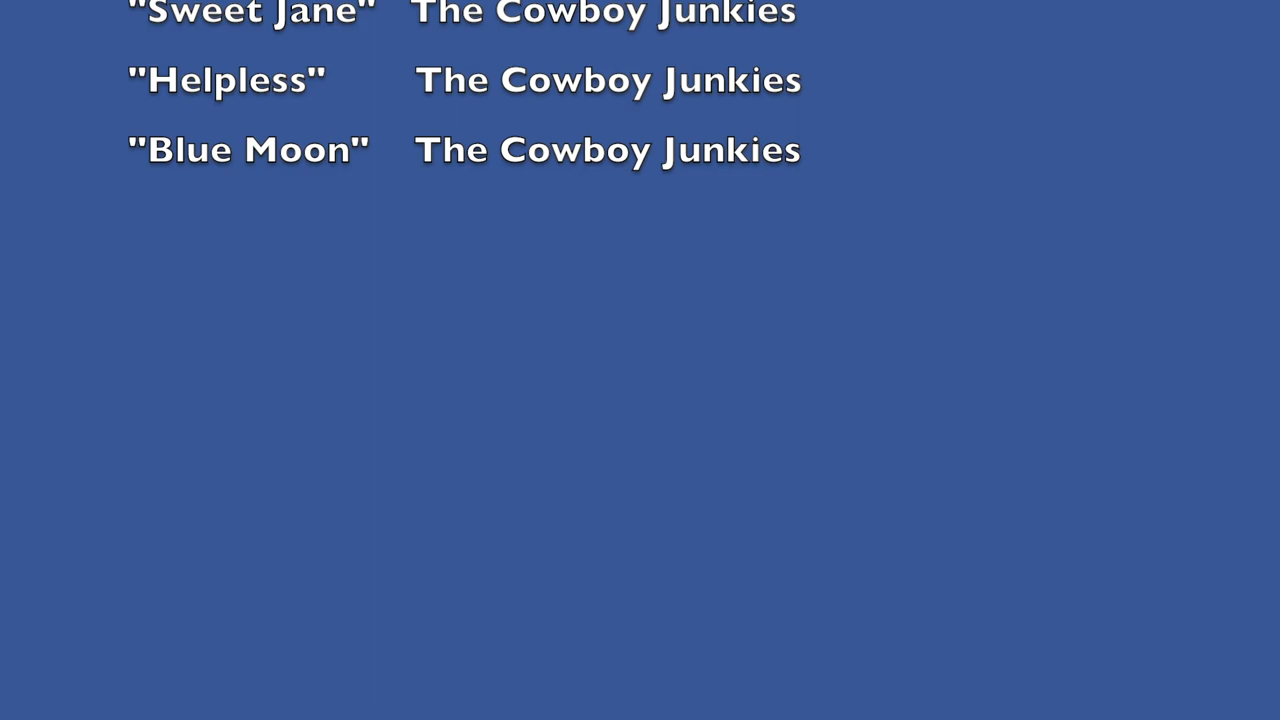 "Sweet Jane" The Cowboy Junkies
"Helpless" The Cowboy Junkies
"Blue Moon" The Cowboy Junkies